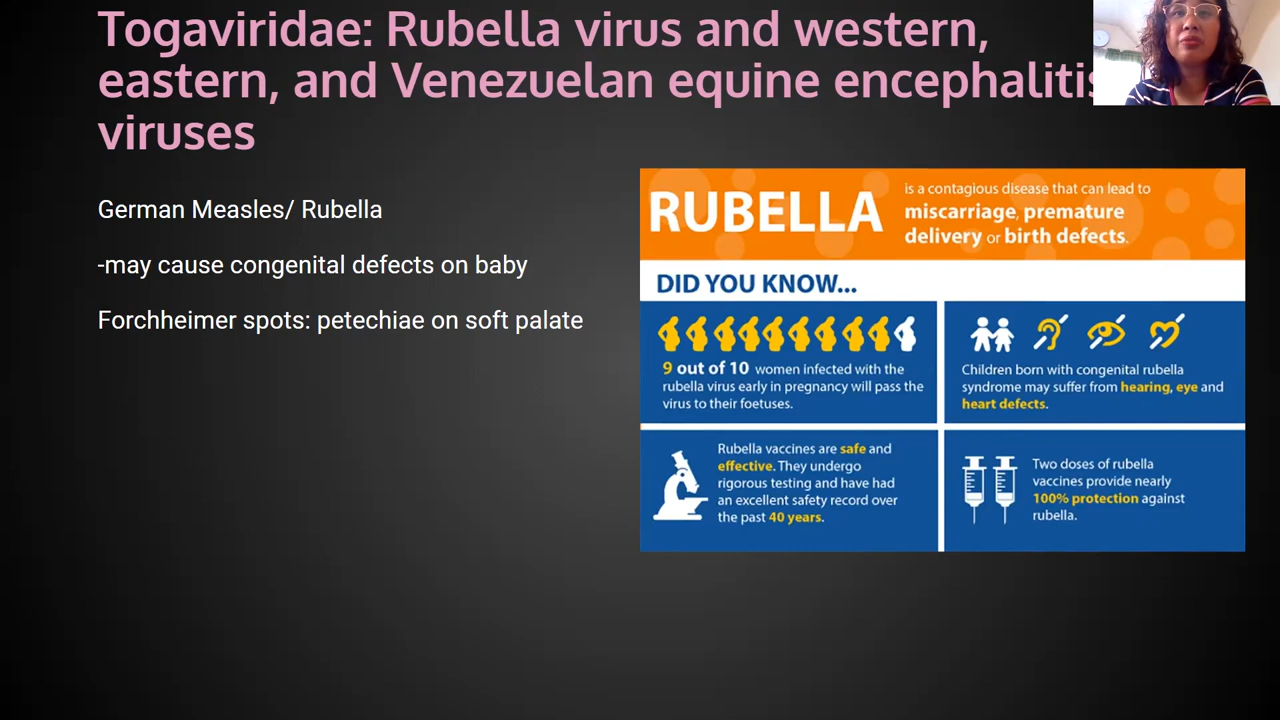 Togaviridae: Rubella virus and western,
eastern, and Venezuelan equine encephalitis
viruses
German Measles/ Rubella
-may cause congenital defects on baby
Forchheimer spots: petechiae on soft palate
RUBELLA
is a contagious disease that can lead to
miscarriage, premature
delivery or birth defects.
DID YOU KNOW...
9 out of 10 women infected with the
rubella virus early in pregnancy will pass the
virus to their foetuses.
Children born with congenital rubella
syndrome may suffer from hearing, eye and
heart defects.
Rubella vaccines are safe and
effective. They undergo
rigorous testing and have had
an excellent safety record over
the past 40 years.
Two doses of rubella
vaccines provide nearly
100% protection against
rubella.